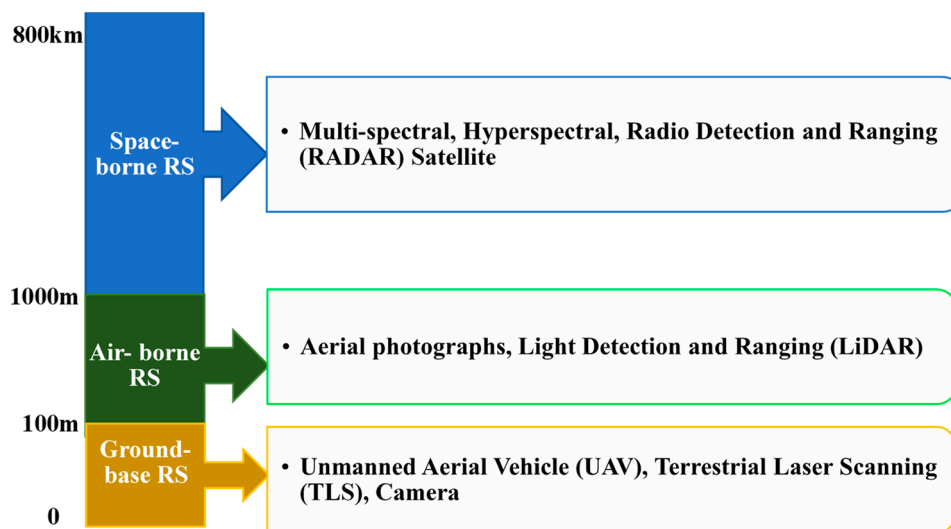 800km
Space-
borne RS
• Multi-spectral, Hyperspectral, Radio Detection and Ranging
(RADAR) Satellite
1000m
Air- borne
RS
• Aerial photographs, Light Detection and Ranging (LiDAR)
100m
Ground-
base RS
• Unmanned Aerial Vehicle (UAV), Terrestrial Laser Scanning
(TLS), Camera
0